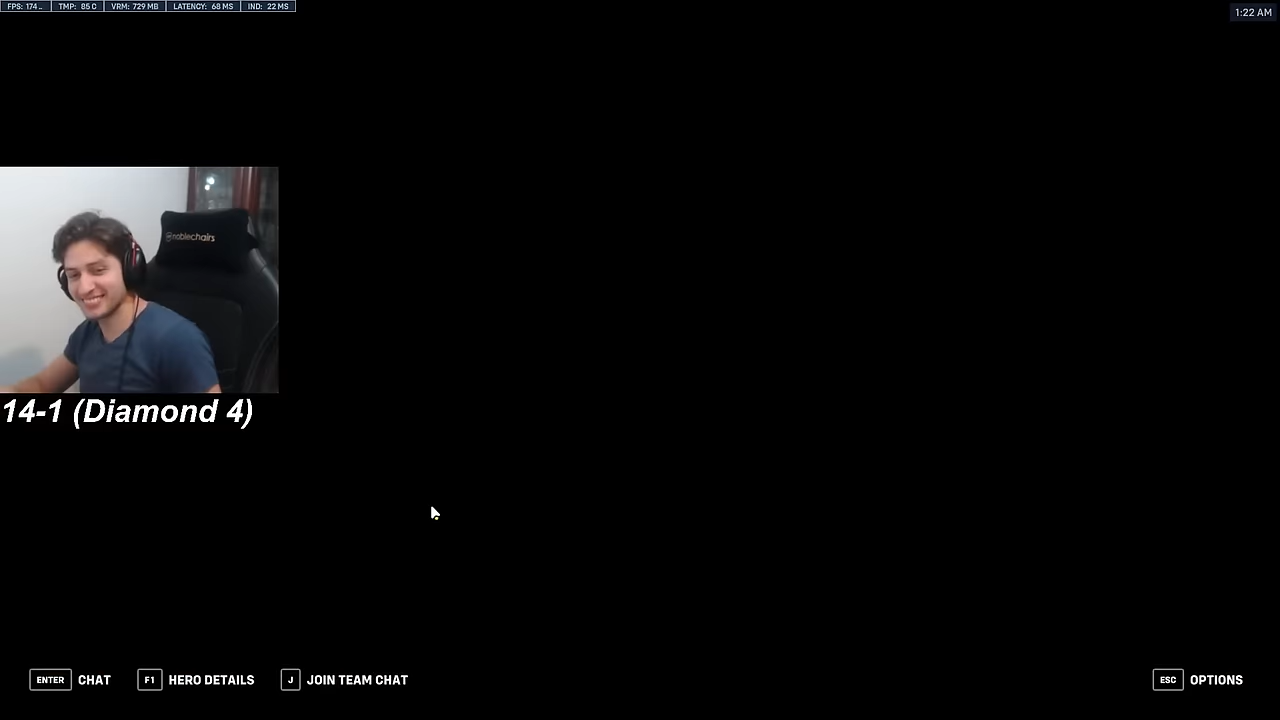 FPS: 174 .. TMP: 85 C VRM: 729 MB LATENCY: 68 MS IND: 22 MS
1:22 AM
noblechairs
14-1 (Diamond 4)
ENTER CHAT F1 HERO DETAILS J JOIN TEAM CHAT ESC OPTIONS